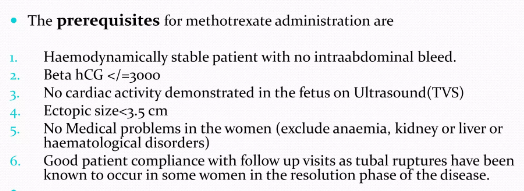 • The prerequisites for methotrexate administration are
1. Haemodynamically stable patient with no intraabdominal bleed.
2. Beta hCG </=3000
3. No cardiac activity demonstrated in the fetus on Ultrasound(TVS)
4. Ectopic size<3.5 cm
5. No Medical problems in the women (exclude anaemia, kidney or liver or
haematological disorders)
6. Good patient compliance with follow up visits as tubal ruptures have been
known to occur in some women in the resolution phase of the disease.